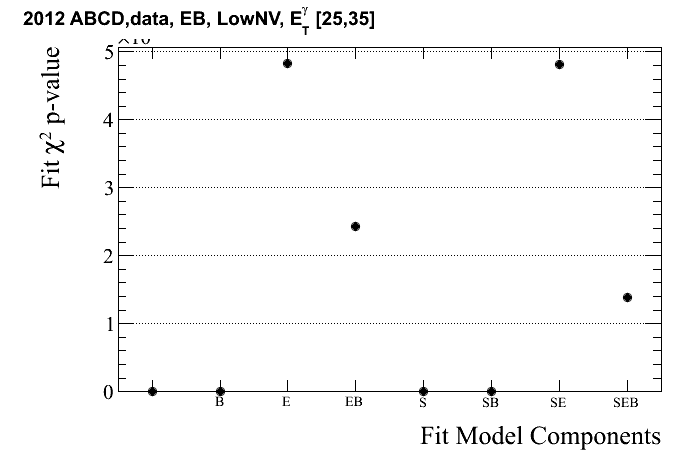 2012 ABCD,data, EB, LowNV, E_T^γ [25,35]
Fit χ² p-value
5
4
3
2
1
0
B E EB S SB SE SEB
Fit Model Components